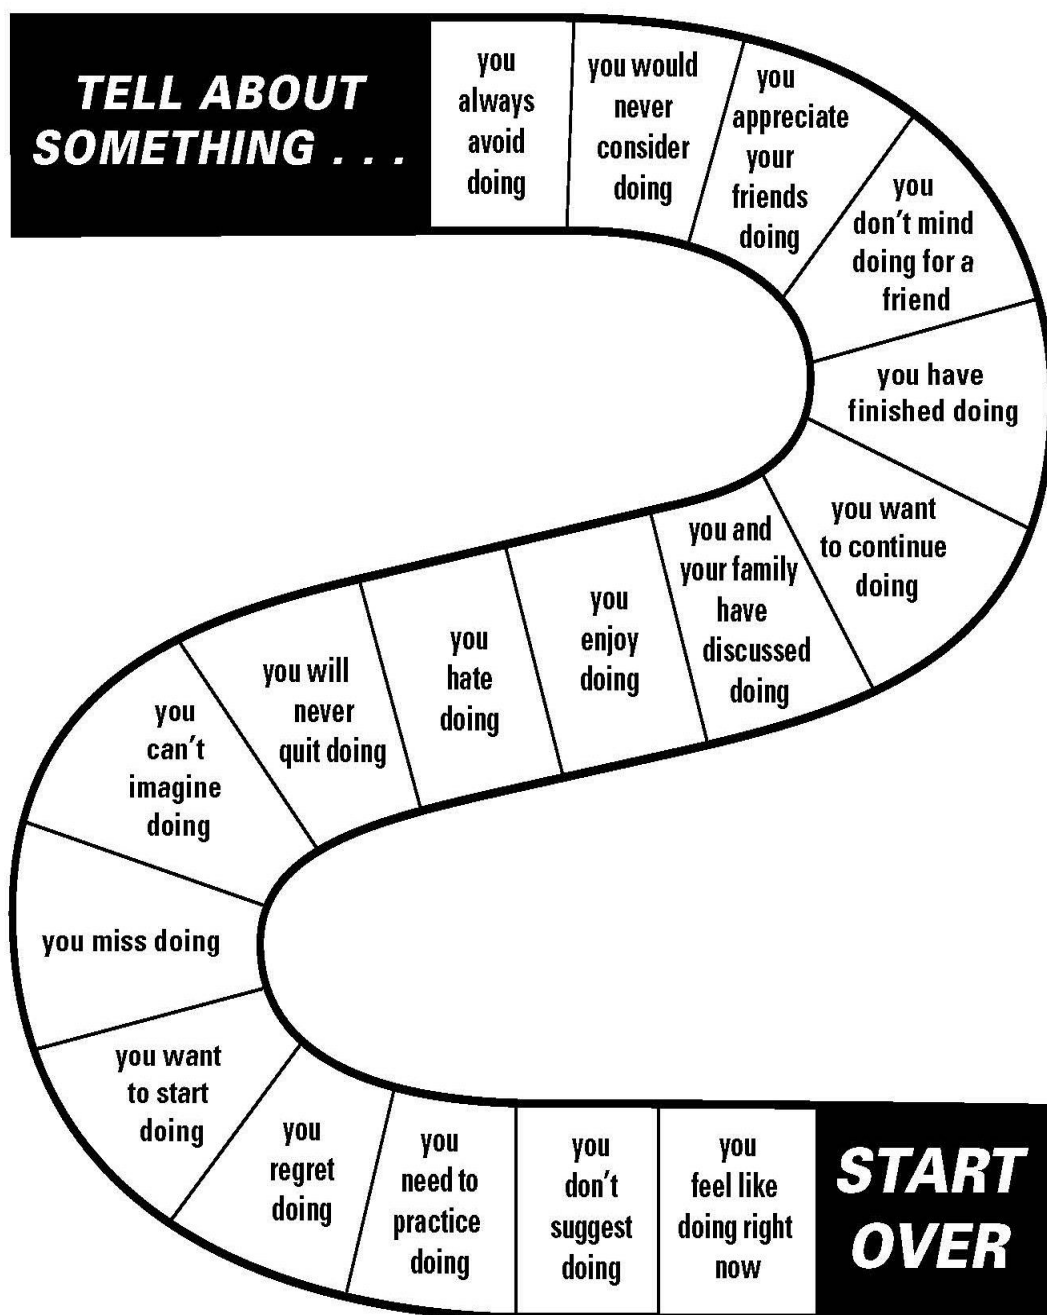 TELL ABOUT
SOMETHING . . .
you
always
avoid
doing
you would
never
consider
doing
you
appreciate
your
friends
doing
you
don't mind
doing for a
friend
you have
finished doing
you want
to continue
doing
you and
your family
have
discussed
doing
you
enjoy
doing
you
hate
doing
you will
never
quit doing
you
can't
imagine
doing
you miss doing
you want
to start
doing
you
regret
doing
you
need to
practice
doing
you
don't
suggest
doing
you
feel like
doing right
now
START
OVER